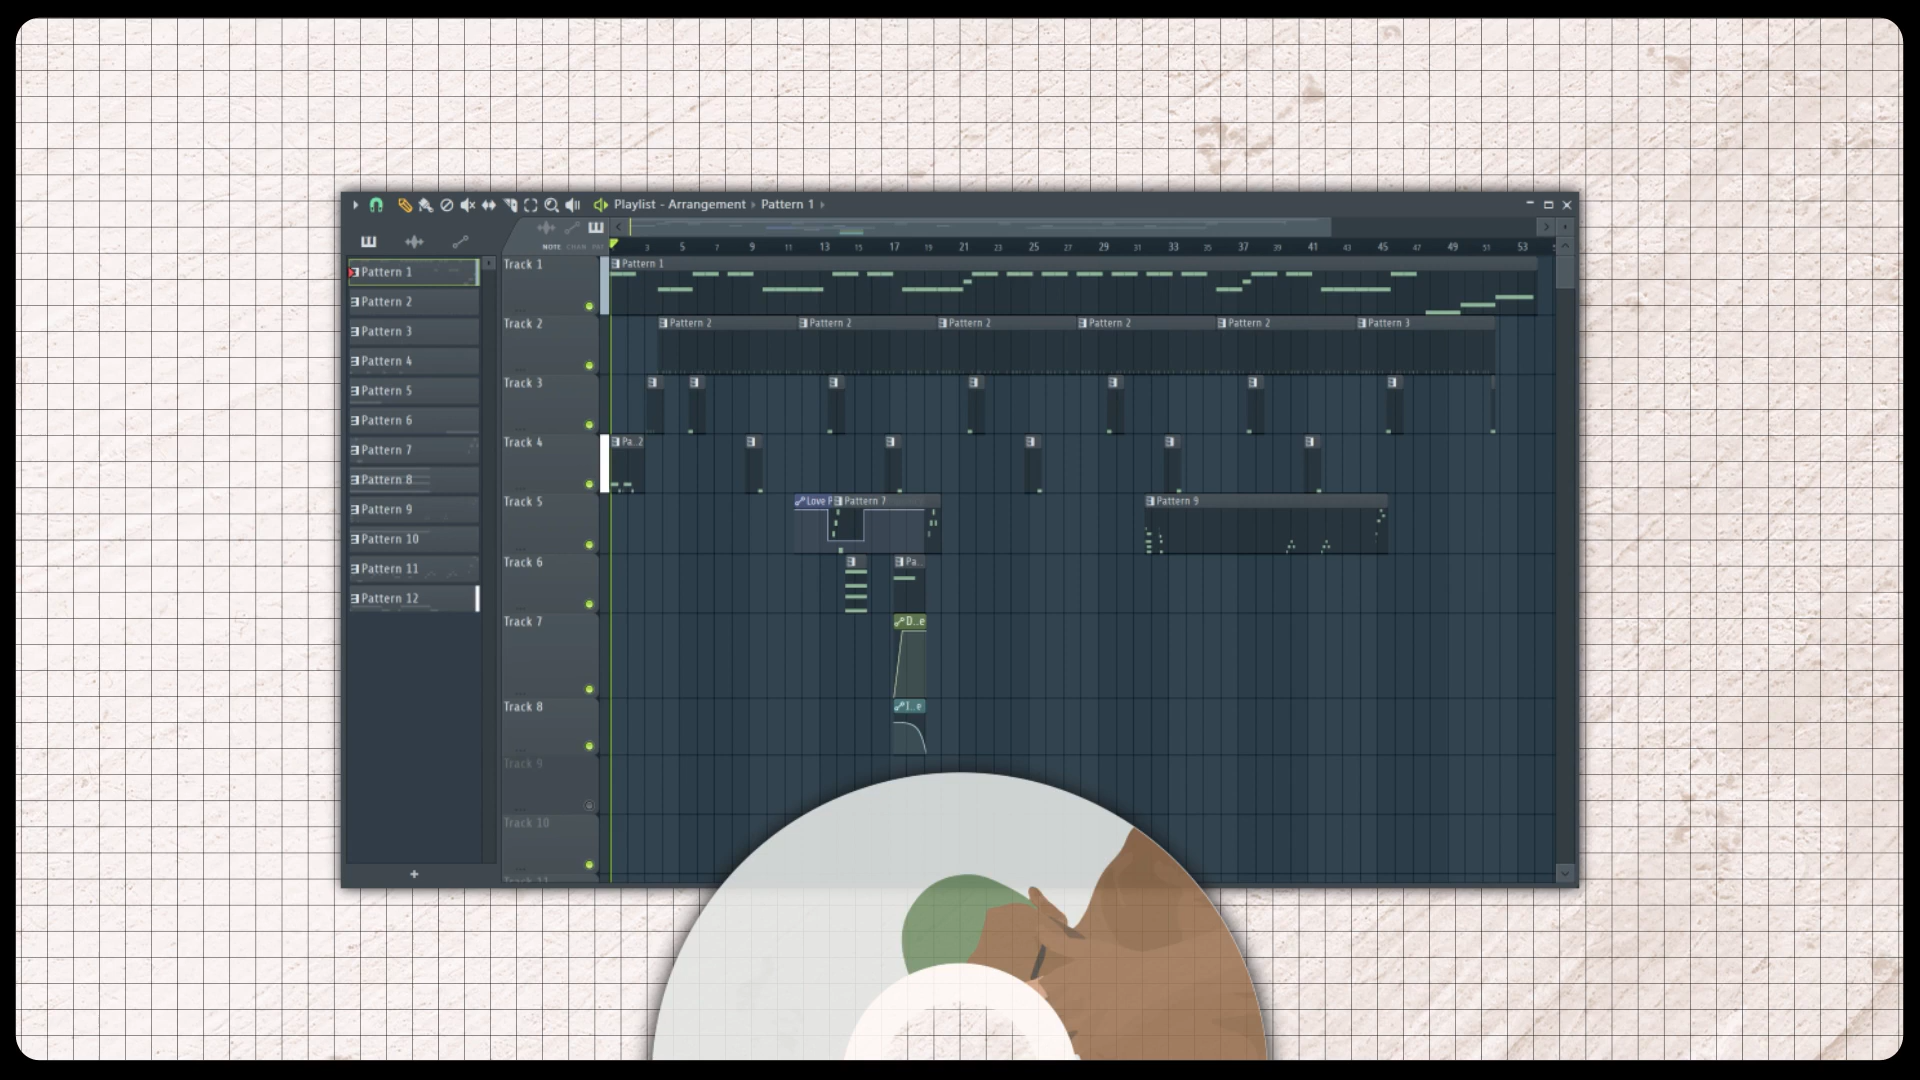 Playlist - Arrangement › Pattern 1 ›
NOTE CHAN PAT
3 5 7 9 11 13 15 17 19 21 23 25 27 29 31 33 35 37 39 41 43 45 47 49 51 53
Pattern 1
Pattern 2
Pattern 3
Pattern 4
Pattern 5
Pattern 6
Pattern 7
Pattern 8
Pattern 9
Pattern 10
Pattern 11
Pattern 12
+
Track 1
Pattern 1
Track 2
Pattern 2 Pattern 2 Pattern 2 Pattern 2 Pattern 2 Pattern 3
Track 3
Track 4
Pa..2
Track 5
Love P Pattern 7 Pattern 9
Track 6
Pa..
Track 7
D..e
Track 8
I..e
Track 9
Track 10
Track 11